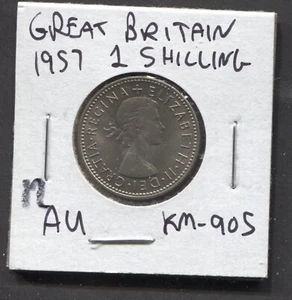 GREAT BRITAIN
1957 1 SHILLING
+ELIZABETH·II·DEI·GRATIA·REGINA
n
AU
KM-905